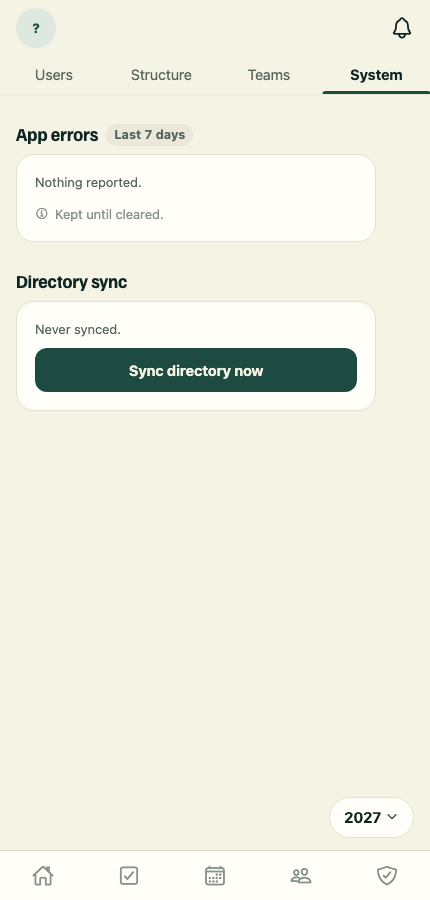 ?
Users
Structure
Teams
System
App errors
Last 7 days
Nothing reported.
Kept until cleared.
Directory sync
Never synced.
Sync directory now
2027